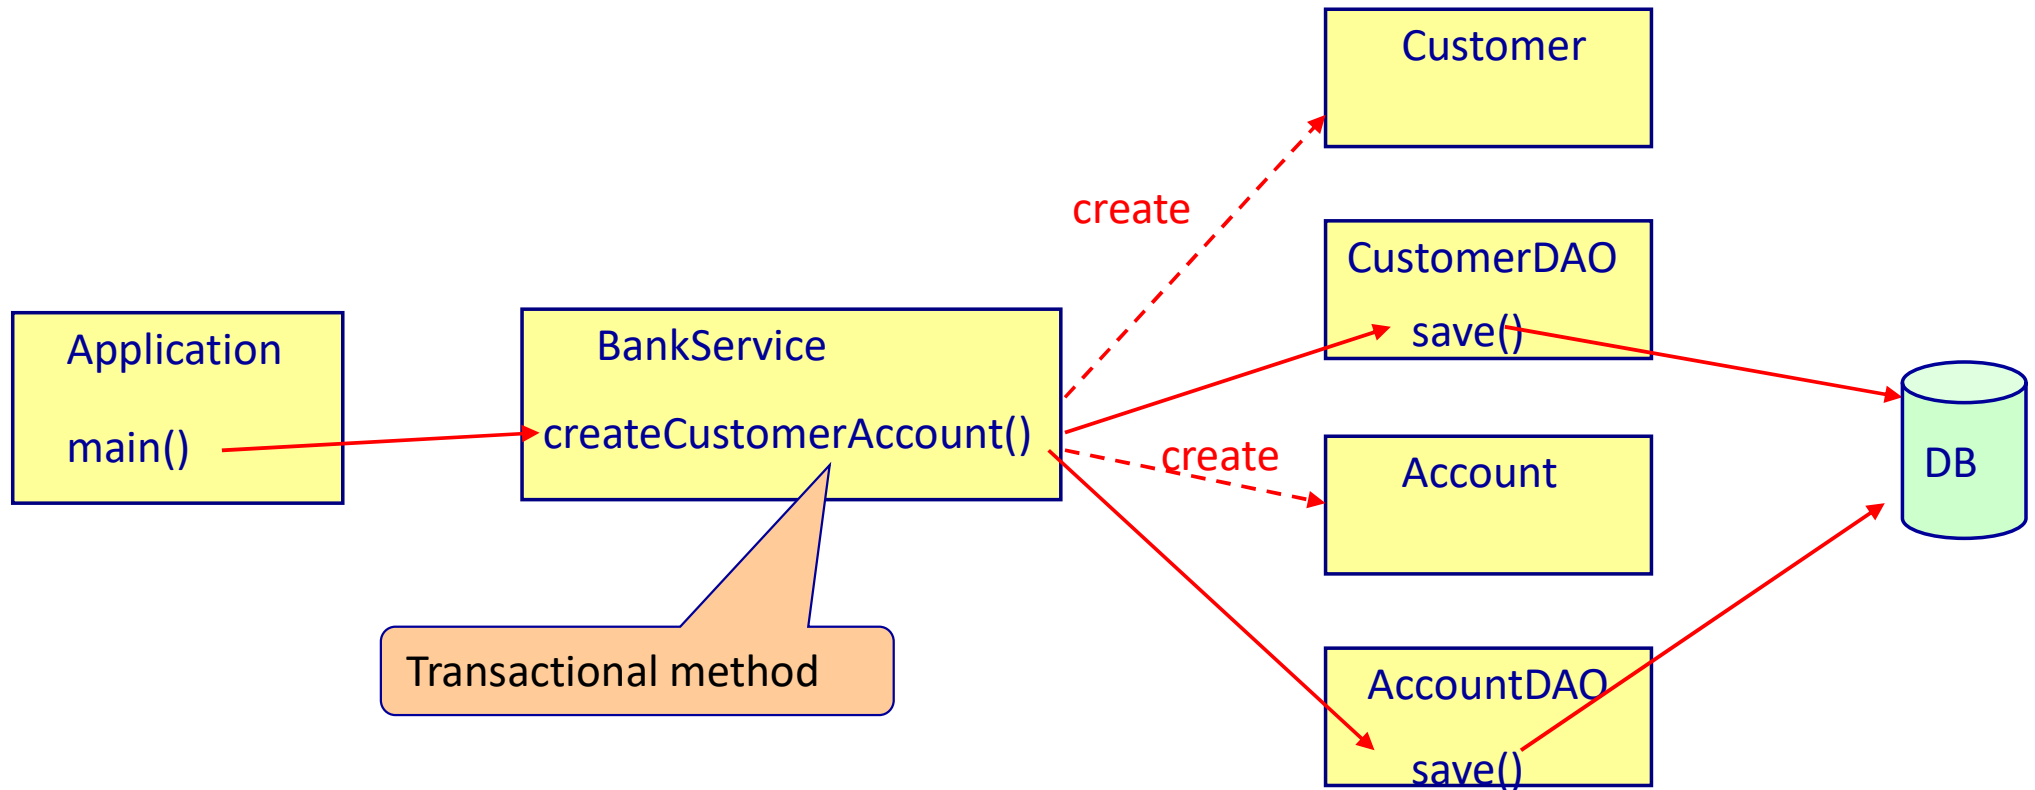 Application
main()
BankService
createCustomerAccount()
Transactional method
create
create
Customer
CustomerDAO
save()
Account
AccountDAO
save()
DB